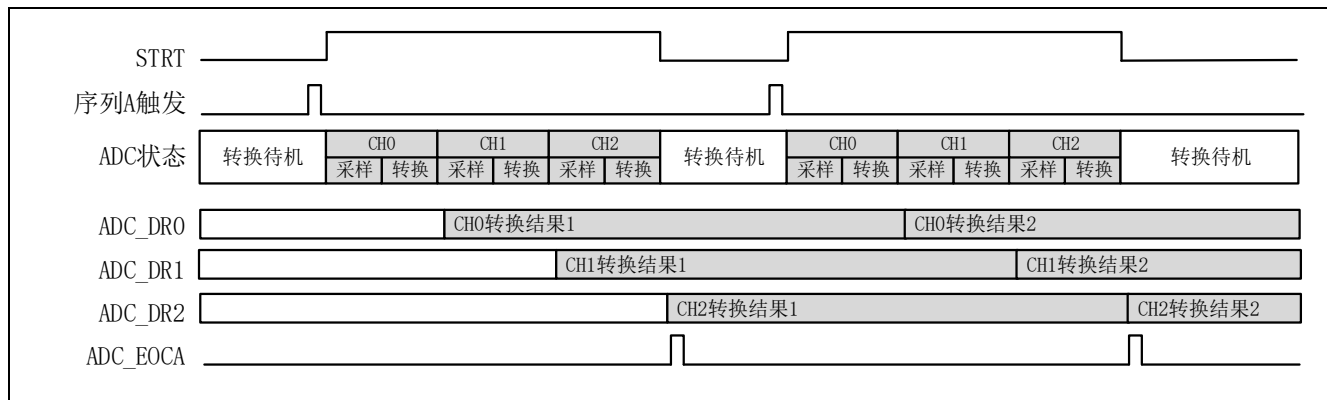 STRT
序列A触发
ADC状态 转换待机 CH0 CH1 CH2 转换待机 CH0 CH1 CH2 转换待机
采样 转换 采样 转换 采样 转换 采样 转换 采样 转换 采样 转换
ADC_DR0 CH0转换结果1 CH0转换结果2
ADC_DR1 CH1转换结果1 CH1转换结果2
ADC_DR2 CH2转换结果1 CH2转换结果2
ADC_EOCA